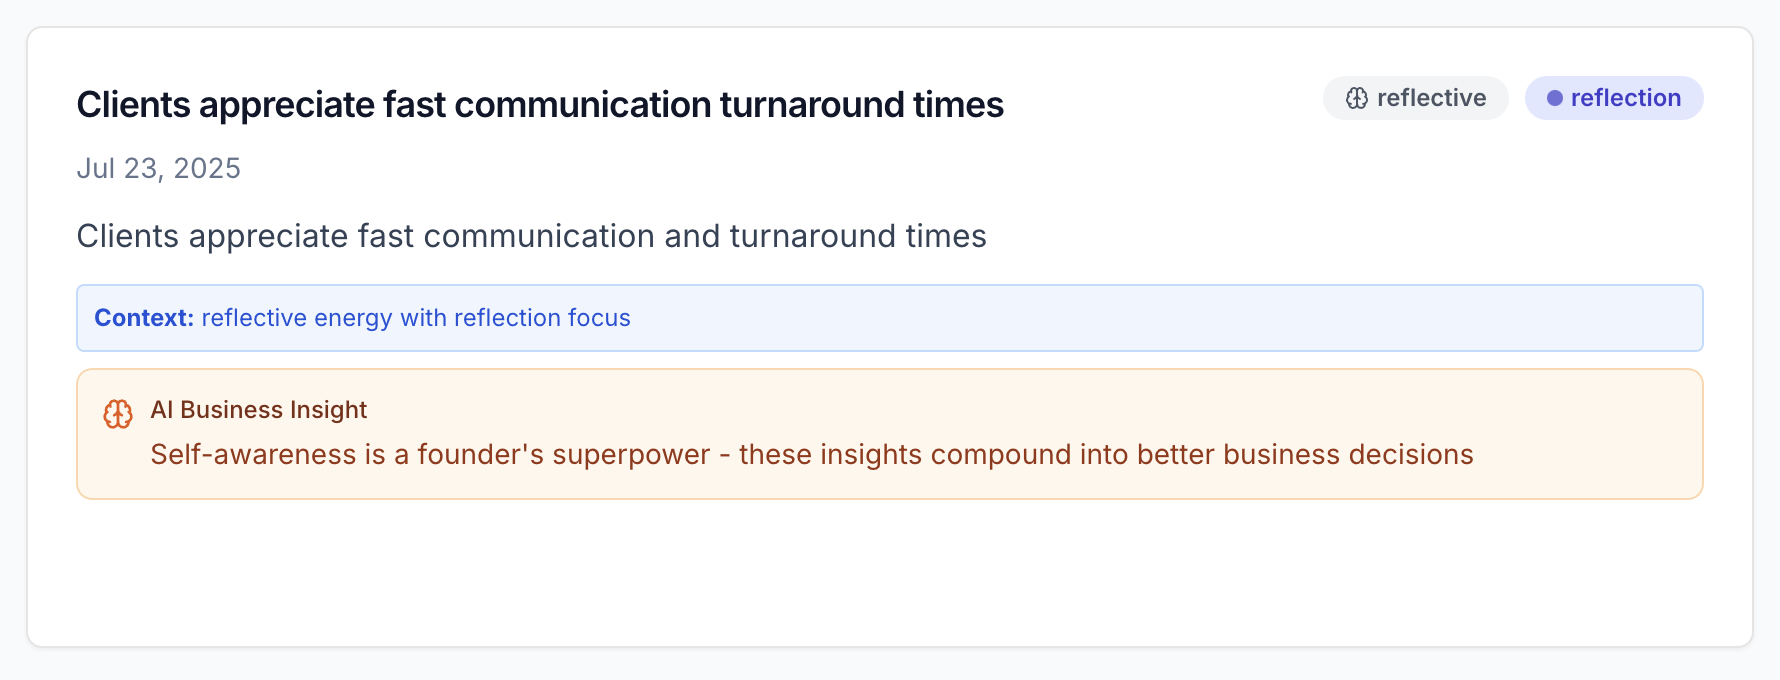 Clients appreciate fast communication turnaround times
reflective
reflection
Jul 23, 2025
Clients appreciate fast communication and turnaround times
Context: reflective energy with reflection focus
AI Business Insight
Self-awareness is a founder's superpower - these insights compound into better business decisions